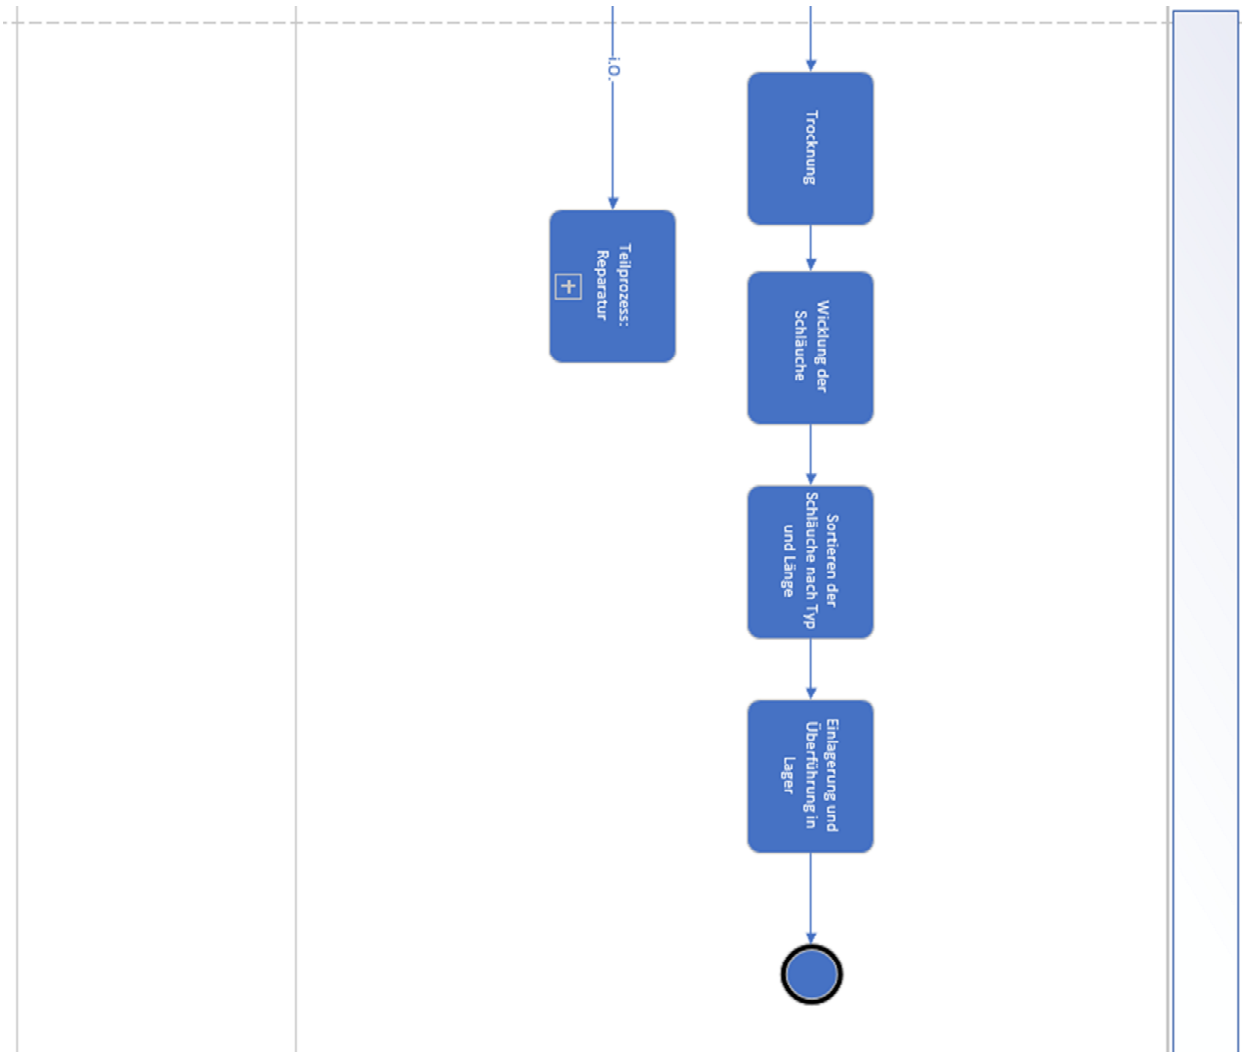 Trocknung
Wicklung der
Schläuche
Sortieren der
Schläuche nach Typ
und Länge
Einlagerung und
Überführung in
Lager
i.O.
Teilprozess:
Reparatur